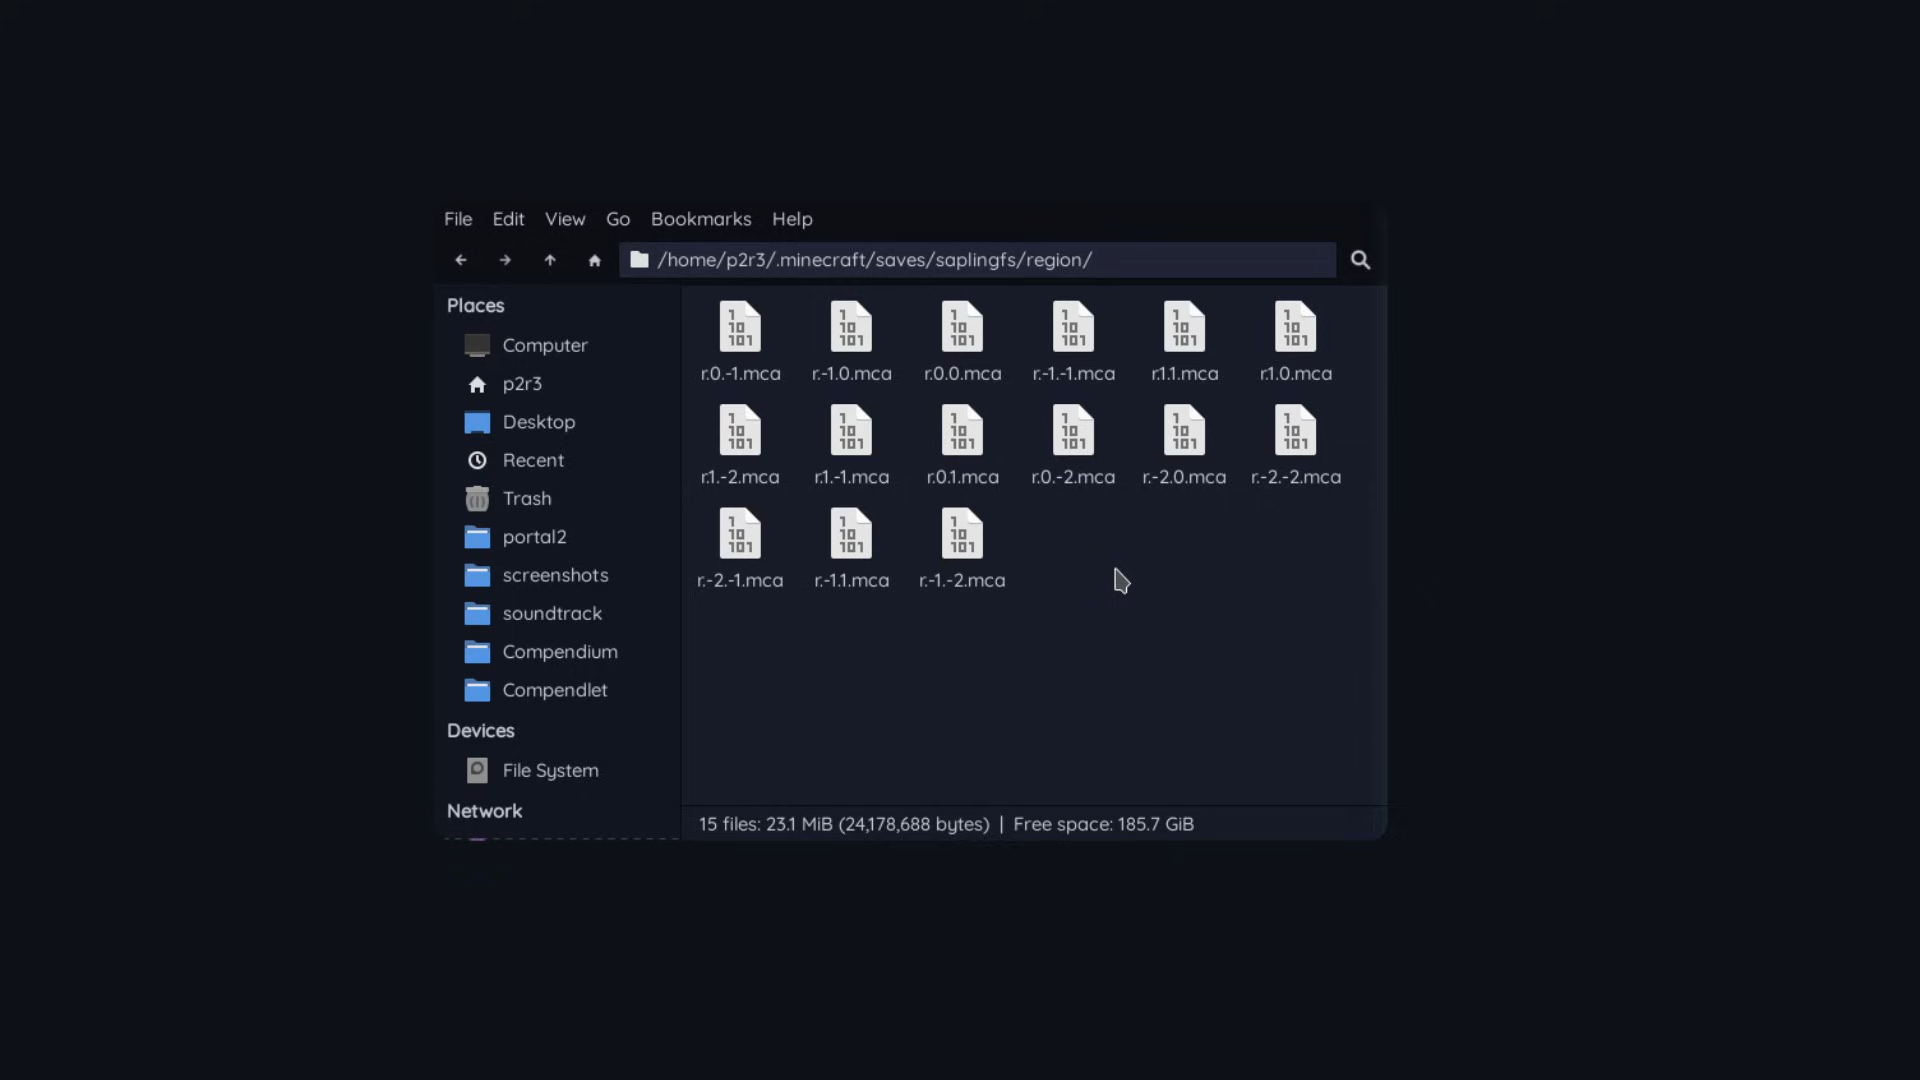 File Edit View Go Bookmarks Help
/home/p2r3/.minecraft/saves/saplingfs/region/
Places
Computer
p2r3
Desktop
Recent
Trash
portal2
screenshots
soundtrack
Compendium
Compendlet
Devices
File System
Network
r.0.-1.mca r.-1.0.mca r.0.0.mca r.-1.-1.mca r.1.1.mca r.1.0.mca
r.1.-2.mca r.1.-1.mca r.0.1.mca r.0.-2.mca r.-2.0.mca r.-2.-2.mca
r.-2.-1.mca r.-1.1.mca r.-1.-2.mca
15 files: 23.1 MiB (24,178,688 bytes) | Free space: 185.7 GiB